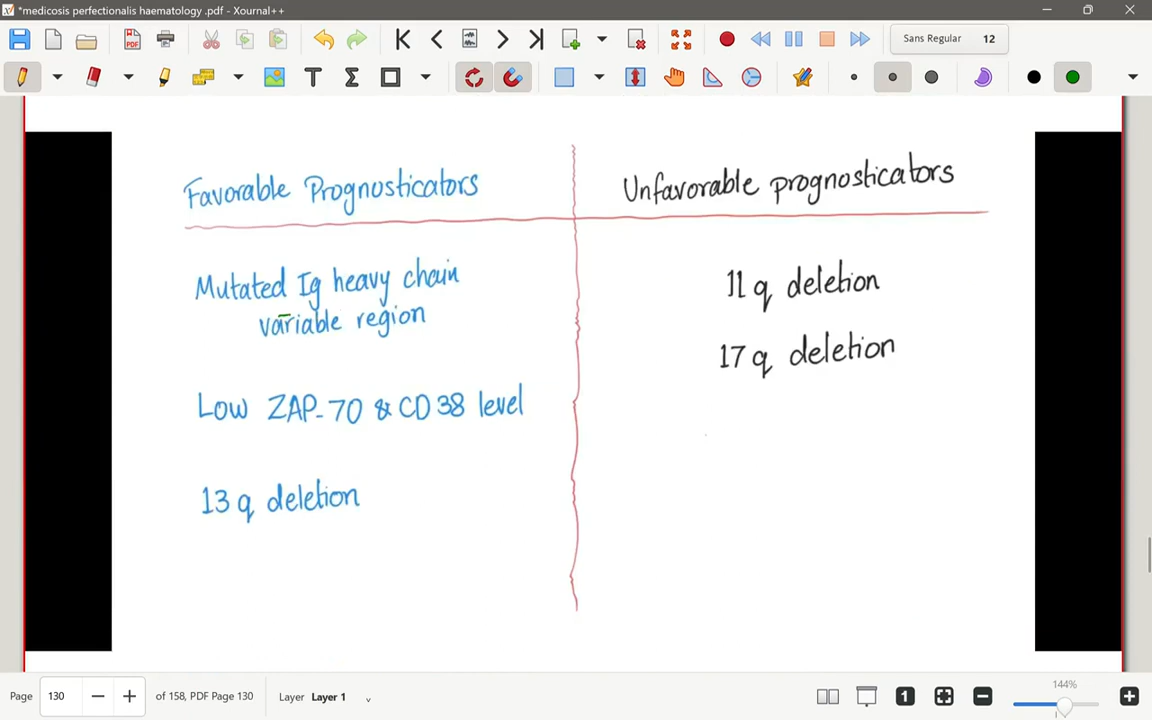 *medicosis perfectionalis haematology .pdf - Xournal++
PDF
Sans Regular 12
Favorable Prognosticators
Unfavorable prognosticators
Mutated Ig heavy chain
variable region
11 q deletion
17 q deletion
Low ZAP-70 & CD 38 level
13 q deletion
Page 130 of 158, PDF Page 130 Layer Layer 1
1
144%